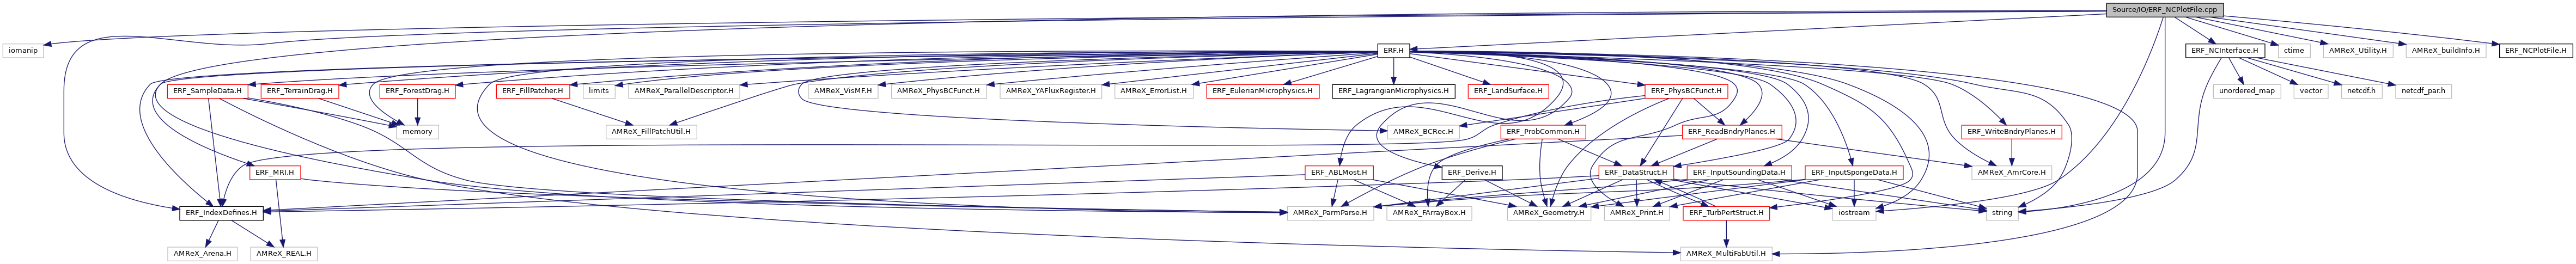 Source/IO/ERF_NCPlotFile.cpp
iomanip
ERF.H
ERF_NCInterface.H
ctime
AMReX_Utility.H
AMReX_buildInfo.H
ERF_NCPlotFile.H
ERF_SampleData.H
ERF_TerrainDrag.H
ERF_ForestDrag.H
ERF_FillPatcher.H
limits
AMReX_ParallelDescriptor.H
AMReX_VisMF.H
AMReX_PhysBCFunct.H
AMReX_YAFluxRegister.H
AMReX_ErrorList.H
ERF_EulerianMicrophysics.H
ERF_LagrangianMicrophysics.H
ERF_LandSurface.H
ERF_PhysBCFunct.H
unordered_map
vector
netcdf.h
netcdf_par.h
memory
AMReX_FillPatchUtil.H
AMReX_BCRec.H
ERF_ProbCommon.H
ERF_ReadBndryPlanes.H
ERF_WriteBndryPlanes.H
ERF_MRI.H
ERF_ABLMost.H
ERF_Derive.H
ERF_DataStruct.H
ERF_InputSoundingData.H
ERF_InputSpongeData.H
AMReX_AmrCore.H
ERF_IndexDefines.H
AMReX_ParmParse.H
AMReX_FArrayBox.H
AMReX_Geometry.H
AMReX_Print.H
ERF_TurbPertStruct.H
iostream
string
AMReX_Arena.H
AMReX_REAL.H
AMReX_MultiFabUtil.H